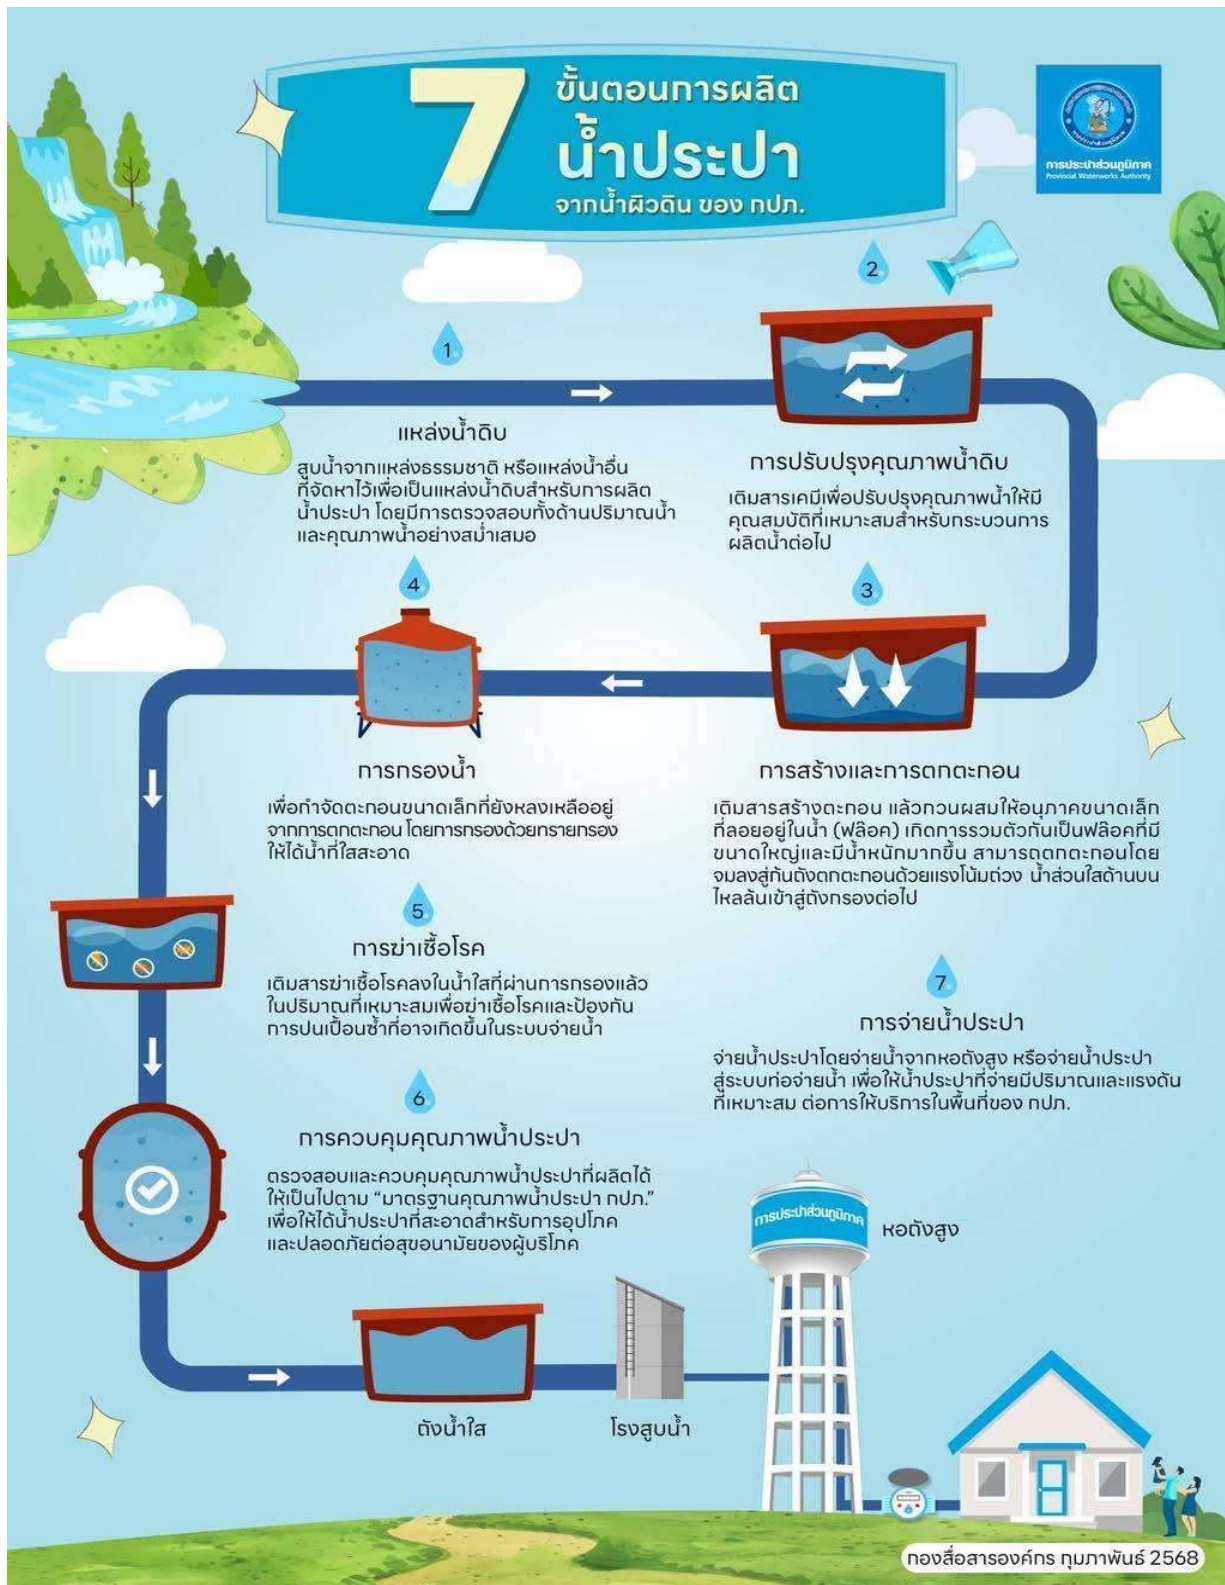 7
ขั้นตอนการผลิต
น้ำประปา
จากน้ำผิวดิน ของ กปภ.
การประปาส่วนภูมิภาค
Provincial Waterworks Authority
1.
แหล่งน้ำดิบ
สูบน้ำจากแหล่งธรรมชาติ หรือแหล่งน้ำอื่น
ที่จัดหาไว้เพื่อเป็นแหล่งน้ำดิบสำหรับการผลิต
น้ำประปา โดยมีการตรวจสอบทั้งด้านปริมาณน้ำ
และคุณภาพน้ำอย่างสม่ำเสมอ
2.
การปรับปรุงคุณภาพน้ำดิบ
เติมสารเคมีเพื่อปรับปรุงคุณภาพน้ำให้มี
คุณสมบัติที่เหมาะสมสำหรับกระบวนการ
ผลิตน้ำต่อไป
3.
การสร้างและการตกตะกอน
เติมสารสร้างตะกอน แล้วกวนผสมให้อนุภาคขนาดเล็ก
ที่ลอยอยู่ในน้ำ (ฟล๊อค) เกิดการรวมตัวกันเป็นฟล๊อคที่มี
ขนาดใหญ่และมีน้ำหนักมากขึ้น สามารถตกตะกอนโดย
จมลงสู่ก้นถังตกตะกอนด้วยแรงโน้มถ่วง น้ำส่วนใสด้านบน
ไหลล้นเข้าสู่ถังกรองต่อไป
4.
การกรองน้ำ
เพื่อกำจัดตะกอนขนาดเล็กที่ยังหลงเหลืออยู่
จากการตกตะกอน โดยการกรองด้วยทรายกรอง
ให้ได้น้ำที่ใสสะอาด
5.
การฆ่าเชื้อโรค
เติมสารฆ่าเชื้อโรคลงในน้ำใสที่ผ่านการกรองแล้ว
ในปริมาณที่เหมาะสมเพื่อฆ่าเชื้อโรคและป้องกัน
การปนเปื้อนซ้ำที่อาจเกิดขึ้นในระบบจ่ายน้ำ
6.
การควบคุมคุณภาพน้ำประปา
ตรวจสอบและควบคุมคุณภาพน้ำประปาที่ผลิตได้
ให้เป็นไปตาม “มาตรฐานคุณภาพน้ำประปา กปภ.”
เพื่อให้ได้น้ำประปาที่สะอาดสำหรับการอุปโภค
และปลอดภัยต่อสุขอนามัยของผู้บริโภค
7.
การจ่ายน้ำประปา
จ่ายน้ำประปาโดยจ่ายน้ำจากหอถังสูง หรือจ่ายน้ำประปา
สู่ระบบท่อจ่ายน้ำ เพื่อให้น้ำประปาที่จ่ายมีปริมาณและแรงดัน
ที่เหมาะสม ต่อการให้บริการในพื้นที่ของ กปภ.
การประปาส่วนภูมิภาค
หอถังสูง
ถังน้ำใส
โรงสูบน้ำ
กองสื่อสารองค์กร กุมภาพันธ์ 2568